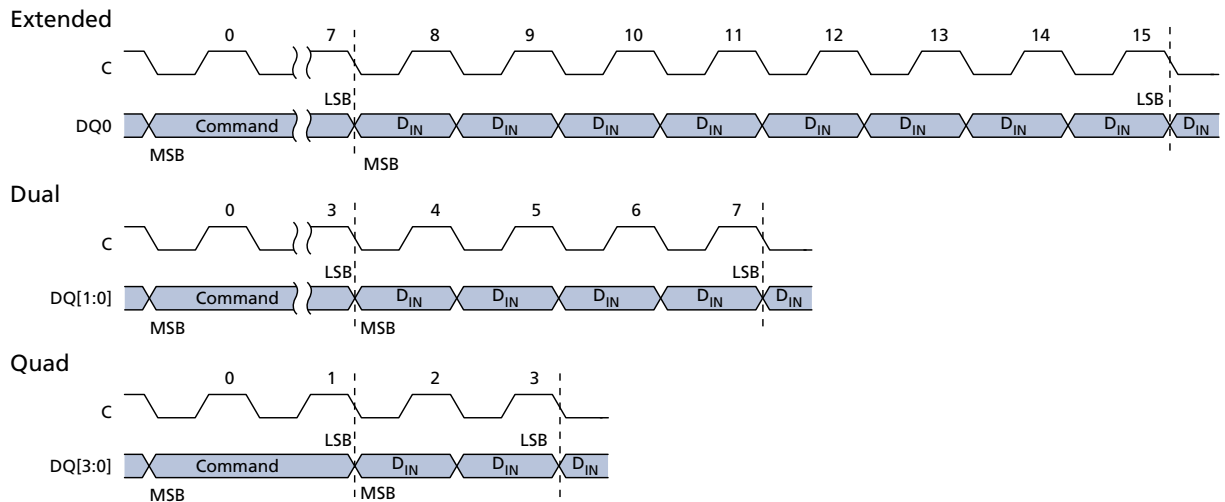 Extended
0 7 8 9 10 11 12 13 14 15
C
LSB LSB
DQ0 Command DIN DIN DIN DIN DIN DIN DIN DIN DIN
MSB MSB
Dual
0 3 4 5 6 7
C
LSB LSB
DQ[1:0] Command DIN DIN DIN DIN DIN
MSB MSB
Quad
0 1 2 3
C
LSB LSB
DQ[3:0] Command DIN DIN DIN
MSB MSB